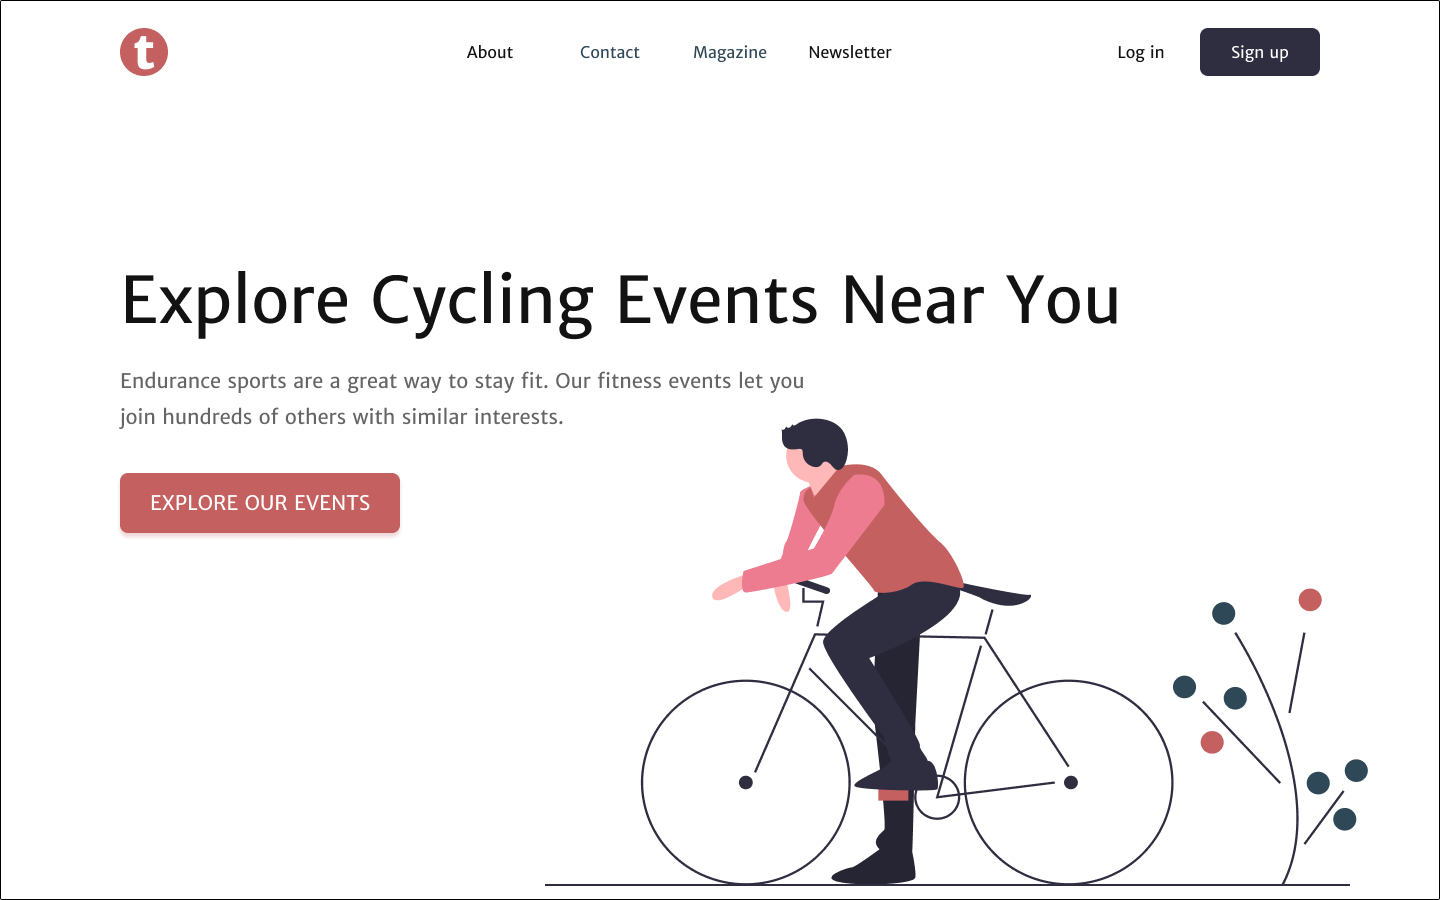 t
About Contact Magazine Newsletter Log in Sign up
Explore Cycling Events Near You
Endurance sports are a great way to stay fit. Our fitness events let you
join hundreds of others with similar interests.
EXPLORE OUR EVENTS